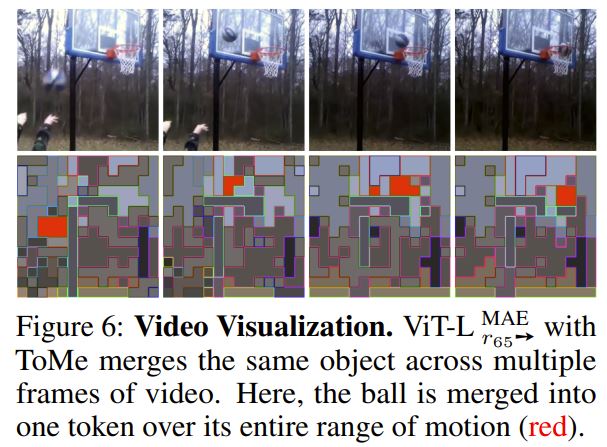 Figure 6: Video Visualization. ViT-L MAE r65➙ with
ToMe merges the same object across multiple
frames of video. Here, the ball is merged into
one token over its entire range of motion (red).